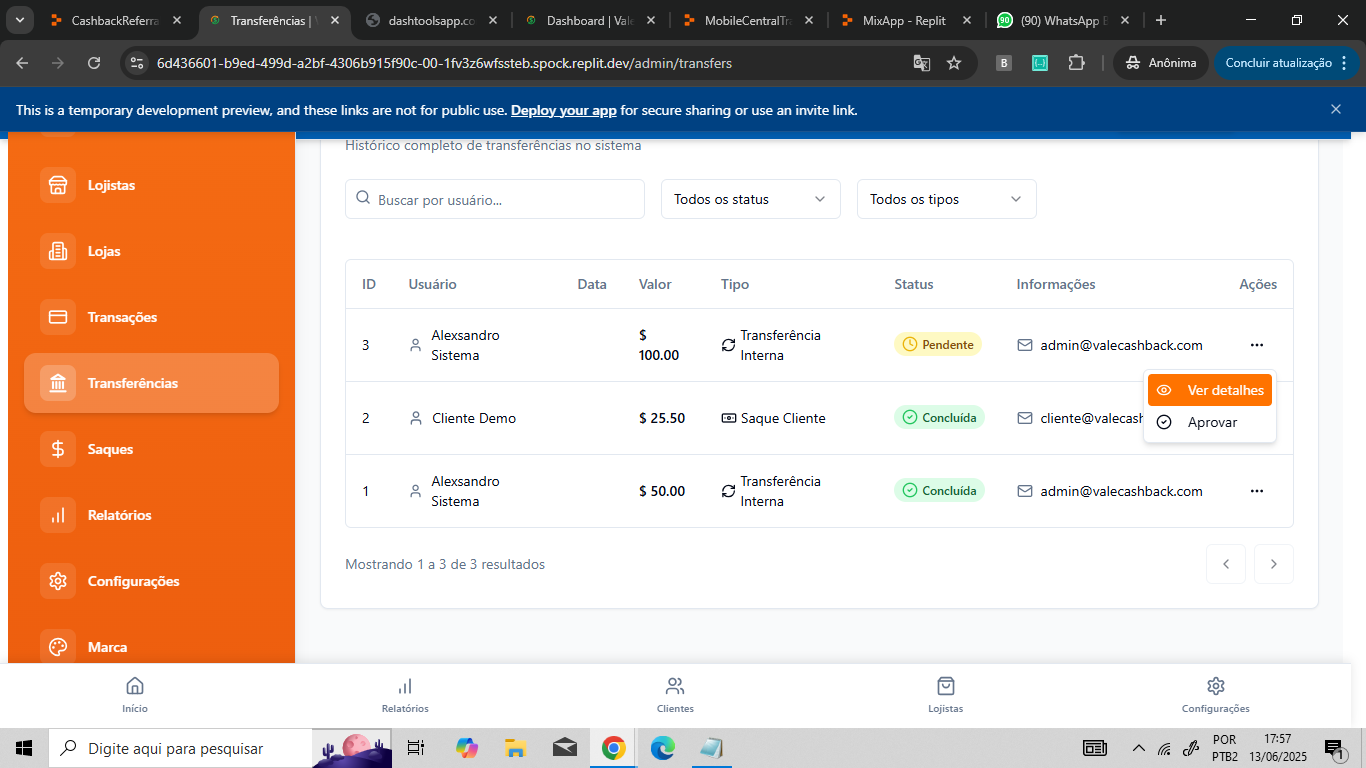 CashbackReferra
Transferências | V
dashtoolsapp.co
Dashboard | Vale
MobileCentralTr
MixApp - Replit
(90) WhatsApp B
6d436601-b9ed-499d-a2bf-4306b915f90c-00-1fv3z6wfssteb.spock.replit.dev/admin/transfers
B
Anônima
Concluir atualização
This is a temporary development preview, and these links are not for public use. Deploy your app for secure sharing or use an invite link.
Lojistas
Lojas
Transações
Transferências
Saques
Relatórios
Configurações
Marca
Histórico completo de transferências no sistema
Buscar por usuário...
Todos os status
Todos os tipos
ID Usuário Data Valor Tipo Status Informações Ações
3 Alexsandro Sistema $ 100.00 Transferência Interna Pendente admin@valecashback.com
Ver detalhes
Aprovar
2 Cliente Demo $ 25.50 Saque Cliente Concluída cliente@valecash
1 Alexsandro Sistema $ 50.00 Transferência Interna Concluída admin@valecashback.com
Mostrando 1 a 3 de 3 resultados
Início
Relatórios
Clientes
Lojistas
Configurações
Digite aqui para pesquisar
POR
PTB2
17:57
13/06/2025
1